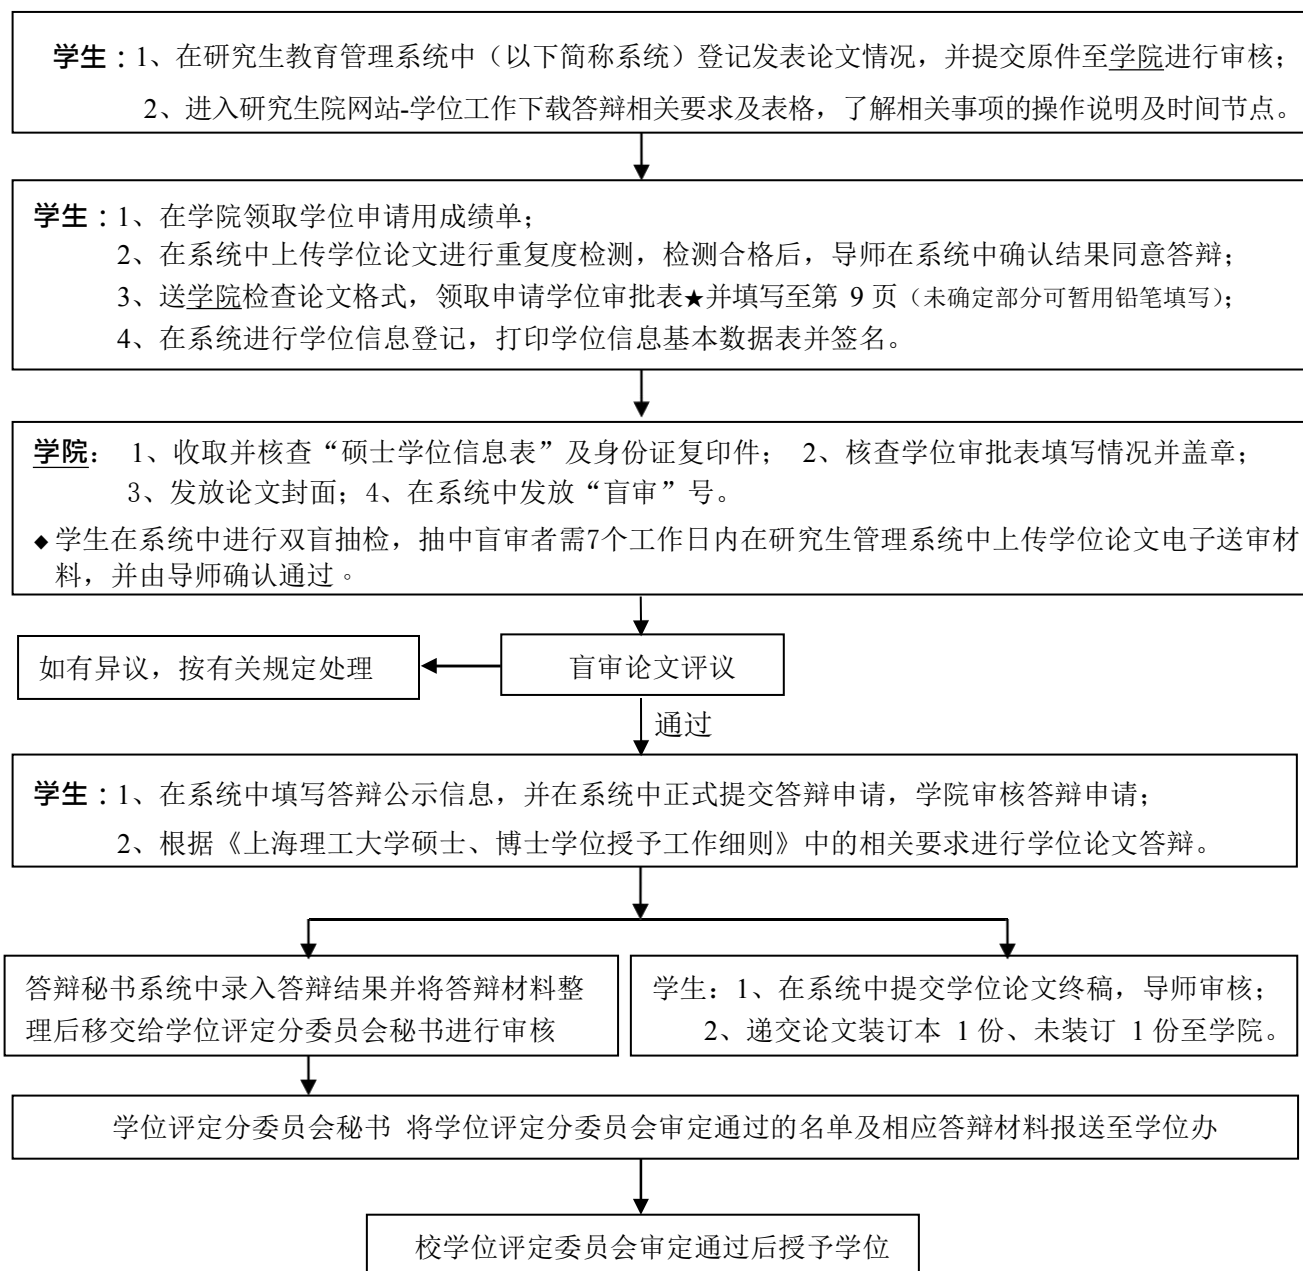 学生：1、在研究生教育管理系统中（以下简称系统）登记发表论文情况，并提交原件至学院进行审核；
2、进入研究生院网站-学位工作下载答辩相关要求及表格，了解相关事项的操作说明及时间节点。
学生：1、在学院领取学位申请用成绩单；
2、在系统中上传学位论文进行重复度检测，检测合格后，导师在系统中确认结果同意答辩；
3、送学院检查论文格式，领取申请学位审批表★并填写至第 9 页（未确定部分可暂用铅笔填写）；
4、在系统进行学位信息登记，打印学位信息基本数据表并签名。
学院： 1、收取并核查“硕士学位信息表”及身份证复印件； 2、核查学位审批表填写情况并盖章；
3、发放论文封面；4、在系统中发放“盲审”号。
◆学生在系统中进行双盲抽检，抽中盲审者需7个工作日内在研究生管理系统中上传学位论文电子送审材
料，并由导师确认通过。
如有异议，按有关规定处理
盲审论文评议
通过
学生：1、在系统中填写答辩公示信息，并在系统中正式提交答辩申请，学院审核答辩申请；
2、根据《上海理工大学硕士、博士学位授予工作细则》中的相关要求进行学位论文答辩。
答辩秘书系统中录入答辩结果并将答辩材料整
理后移交给学位评定分委员会秘书进行审核
学生：1、在系统中提交学位论文终稿，导师审核；
2、递交论文装订本 1 份、未装订 1 份至学院。
学位评定分委员会秘书 将学位评定分委员会审定通过的名单及相应答辩材料报送至学位办
校学位评定委员会审定通过后授予学位